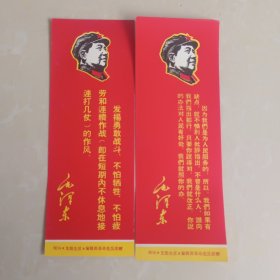 发扬勇敢战斗、不怕牺牲、不怕疲
劳和连续作战（即在短期内不休息地接
连打几仗）的作风。
毛泽东
因为我们是为人民服务的，所以，我们如果有
缺点，就不怕别人批评指出。不管是什么人，谁向
我们指出都行。只要你说得对，我们就改正。你说
的办法对人民有好处，我们就照你的办。
毛泽东